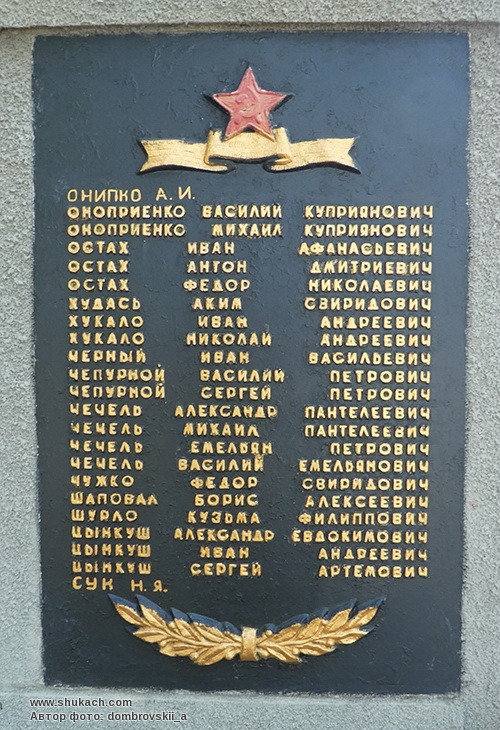 ОНИПКО А.И.
ОНОПРИЕНКО ВАСИЛИЙ КУПРИЯНОВИЧ
ОНОПРИЕНКО МИХАИЛ КУПРИЯНОВИЧ
ОСТАХ ИВАН АФАНАСЬЕВИЧ
ОСТАХ АНТОН ДМИТРИЕВИЧ
ОСТАХ ФЕДОР НИКОЛАЕВИЧ
ХУДАСЬ АКИМ СВИРИДОВИЧ
ХУКАЛО ИВАН АНДРЕЕВИЧ
ХУКАЛО НИКОЛАЙ АНДРЕЕВИЧ
ЧЕРНЫЙ ИВАН ВАСИЛЬЕВИЧ
ЧЕПУРНОЙ ВАСИЛИЙ ПЕТРОВИЧ
ЧЕПУРНОЙ СЕРГЕЙ ПЕТРОВИЧ
ЧЕЧЕЛЬ АЛЕКСАНДР ПАНТЕЛЕЕВИЧ
ЧЕЧЕЛЬ МИХАИЛ ПАНТЕЛЕЕВИЧ
ЧЕЧЕЛЬ ЕМЕЛЬЯН ПЕТРОВИЧ
ЧЕЧЕЛЬ ВАСИЛИЙ ЕМЕЛЬЯНОВИЧ
ЧУЖКО ФЕДОР СВИРИДОВИЧ
ШАПОВАЛ БОРИС АЛЕКСЕЕВИЧ
ШУРЛО КУЗЬМА ФИЛИППОВИЧ
ЦЫНКУШ АЛЕКСАНДР ЕВДОКИМОВИЧ
ЦЫНКУШ ИВАН АНДРЕЕВИЧ
ЦЫНКУШ СЕРГЕЙ АРТЕМОВИЧ
СУК Н.Я.
www.shukach.com
Автор фото: dombrovskii_a